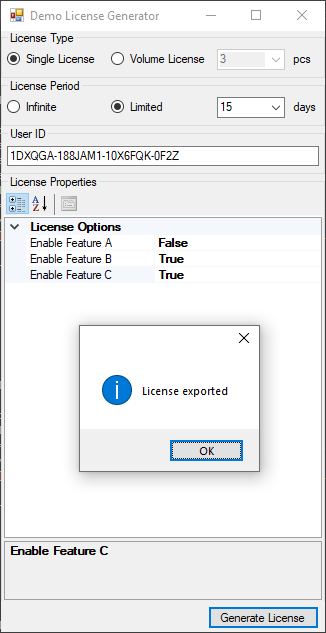 Demo License Generator
License Type
Single License Volume License 3 pcs
License Period
Infinite Limited 15 days
User ID
1DXQGA-188JAM1-10X6FQK-0F2Z
License Properties
License Options
Enable Feature A False
Enable Feature B True
Enable Feature C True
License exported
OK
Enable Feature C
Generate License